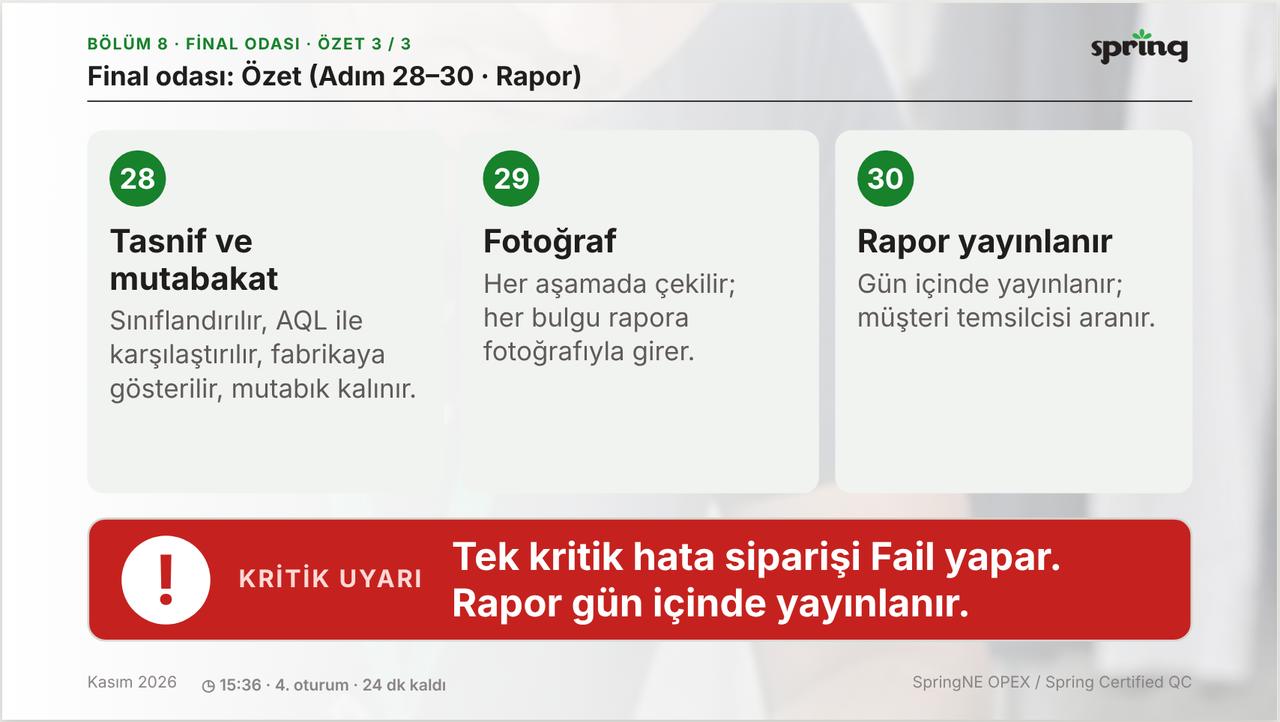 BÖLÜM 8 · FİNAL ODASI · ÖZET 3 / 3
Final odası: Özet (Adım 28–30 · Rapor)
spring
28
Tasnif ve
mutabakat
Sınıflandırılır, AQL ile
karşılaştırılır, fabrikaya
gösterilir, mutabık kalınır.
29
Fotoğraf
Her aşamada çekilir;
her bulgu rapora
fotoğrafıyla girer.
30
Rapor yayınlanır
Gün içinde yayınlanır;
müşteri temsilcisi aranır.
!
KRİTİK UYARI
Tek kritik hata siparişi Fail yapar.
Rapor gün içinde yayınlanır.
Kasım 2026
15:36 · 4. oturum · 24 dk kaldı
SpringNE OPEX / Spring Certified QC